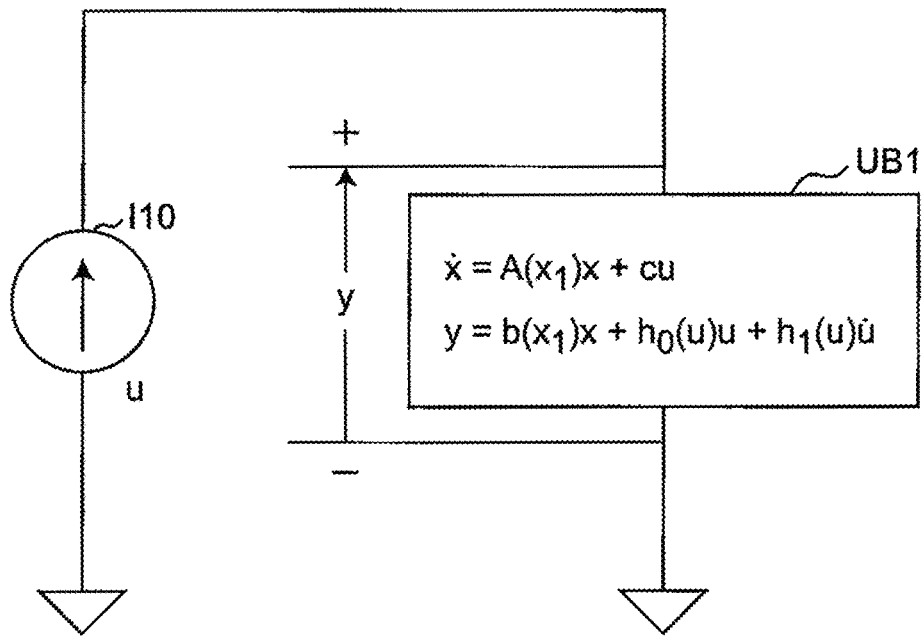 +
UB1
I10
ẋ = A(x₁)x + cu
y
y = b(x₁)x + h₀(u)u + h₁(u)u̇
u
−